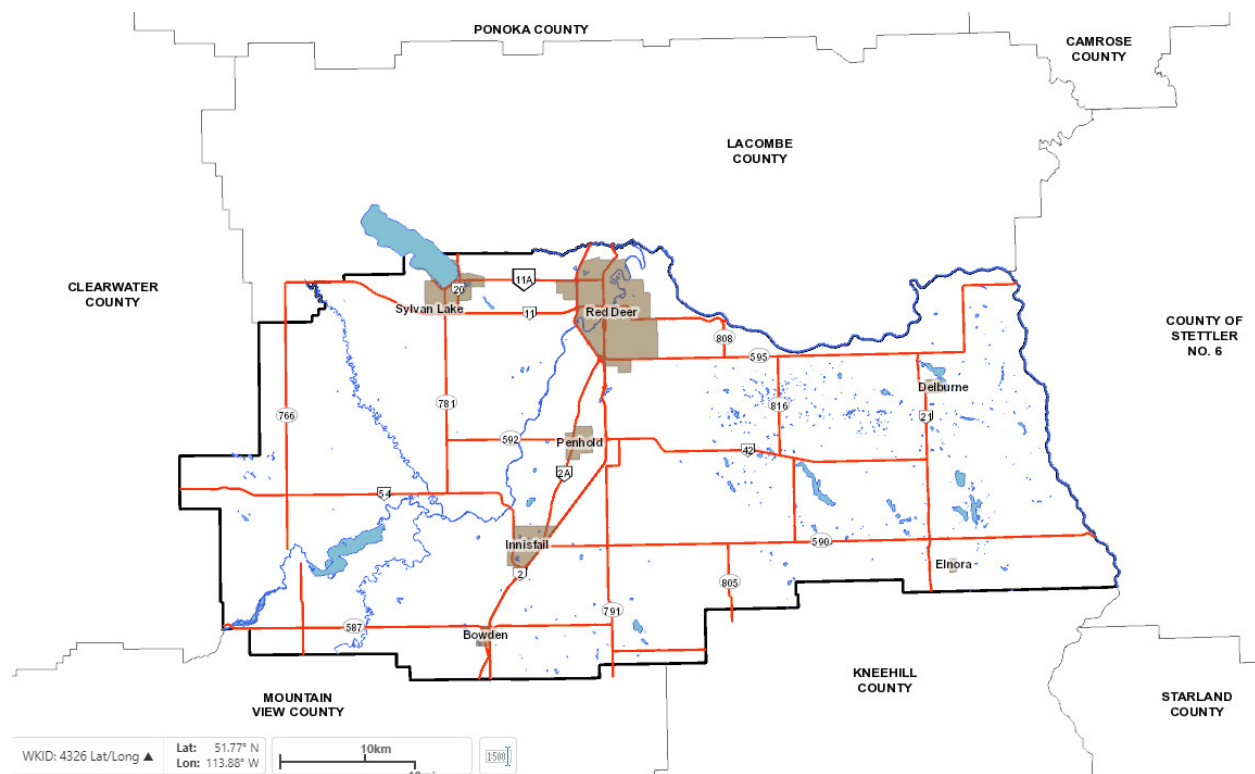 PONOKA COUNTY
CAMROSE
COUNTY
LACOMBE
COUNTY
CLEARWATER
COUNTY
COUNTY OF
STETTLER
NO. 6
11A
20
Sylvan Lake
11
Red Deer
808
595
Delburne
766
781
816
21
592
Penhold
42
2A
54
Innisfail
590
2
Elnora
805
791
587
Bowden
MOUNTAIN
VIEW COUNTY
KNEEHILL
COUNTY
STARLAND
COUNTY
WKID: 4326 Lat/Long ▲
Lat: 51.77° N
Lon: 113.88° W
10km
1:500